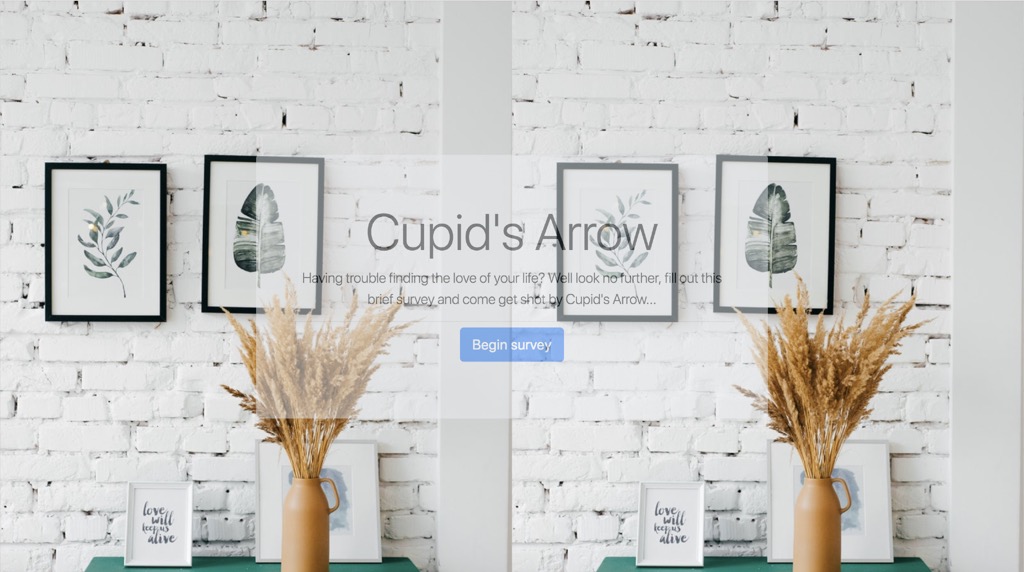 Cupid's Arrow
Having trouble finding the love of your life? Well look no further, fill out this
brief survey and come get shot by Cupid's Arrow...
Begin survey
love
will
keep us
alive
love
will
keep us
alive